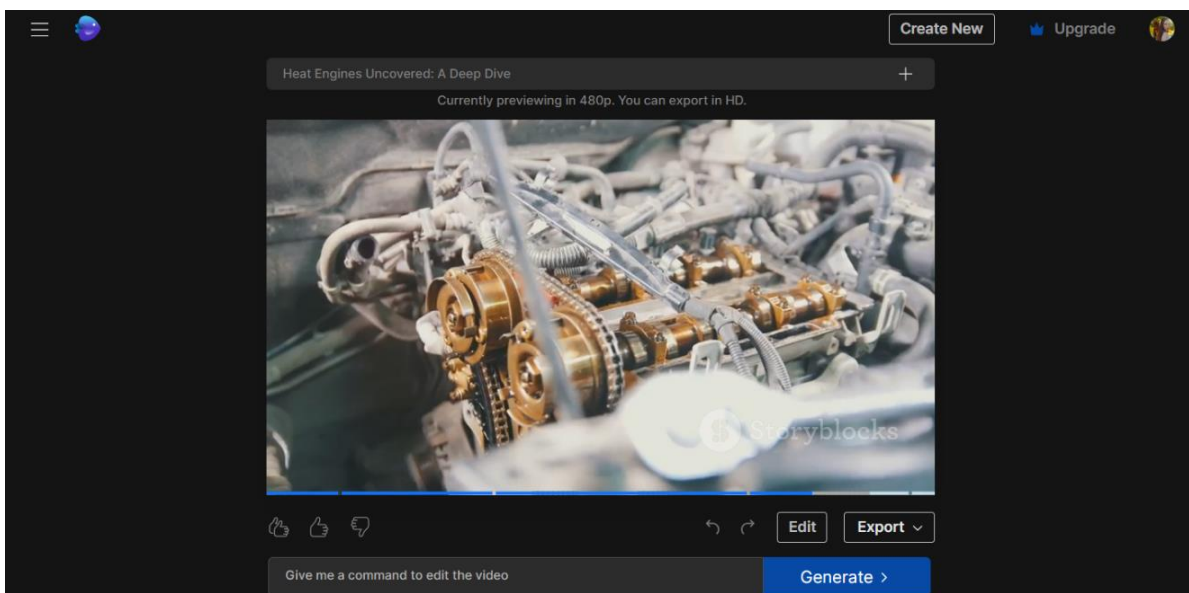 Create New
Upgrade
Heat Engines Uncovered: A Deep Dive
Currently previewing in 480p. You can export in HD.
Storyblocks
Edit
Export
Give me a command to edit the video
Generate